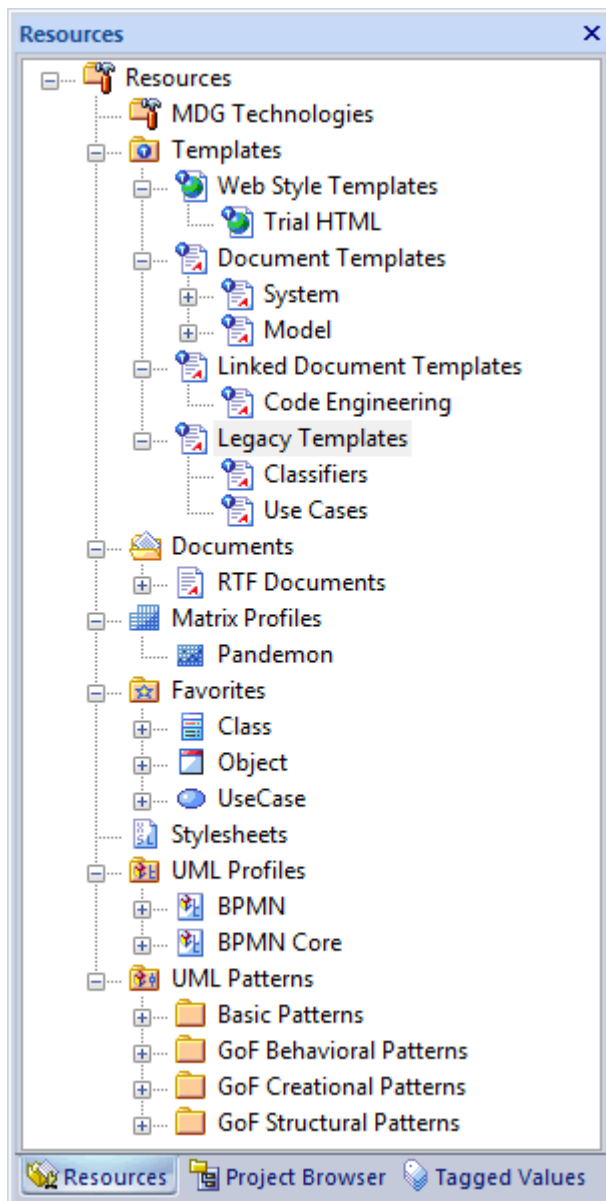 Resources
Resources
MDG Technologies
Templates
Web Style Templates
Trial HTML
Document Templates
System
Model
Linked Document Templates
Code Engineering
Legacy Templates
Classifiers
Use Cases
Documents
RTF Documents
Matrix Profiles
Pandemon
Favorites
Class
Object
UseCase
Stylesheets
UML Profiles
BPMN
BPMN Core
UML Patterns
Basic Patterns
GoF Behavioral Patterns
GoF Creational Patterns
GoF Structural Patterns
Resources Project Browser Tagged Values